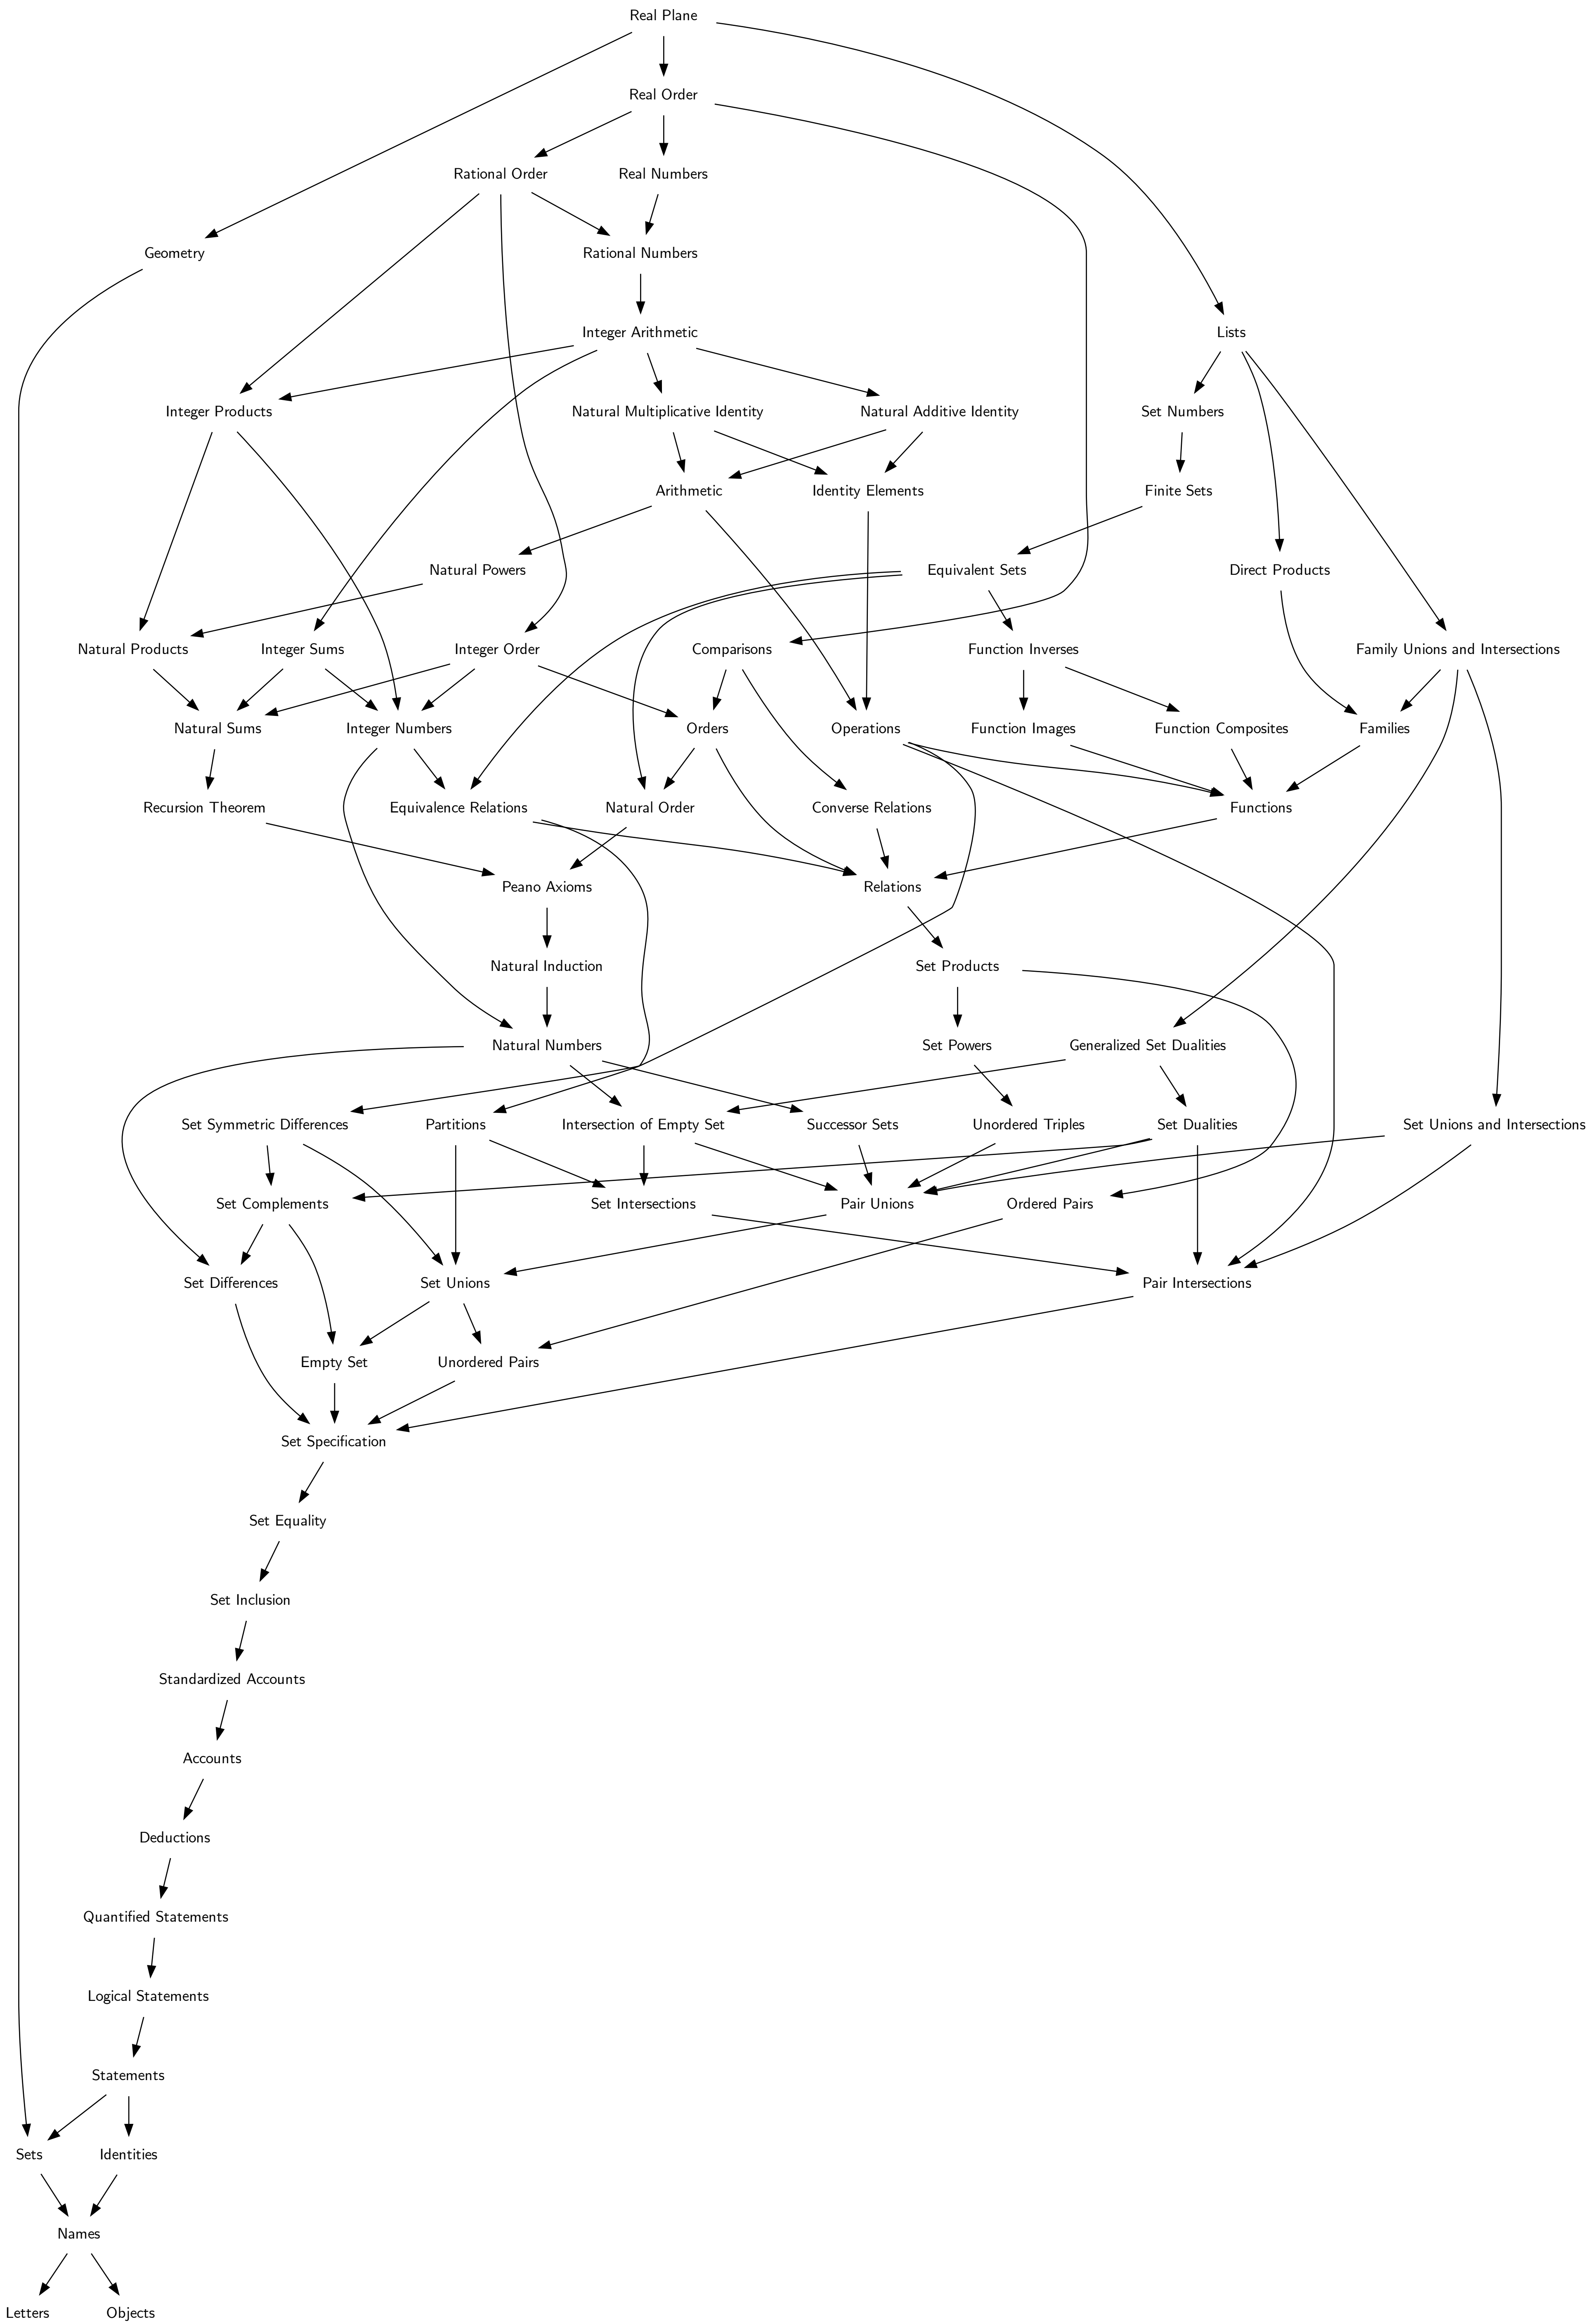 Real Plane
Real Order
Rational Order
Real Numbers
Geometry
Rational Numbers
Integer Arithmetic
Lists
Integer Products
Natural Multiplicative Identity
Natural Additive Identity
Set Numbers
Arithmetic
Identity Elements
Finite Sets
Natural Powers
Equivalent Sets
Direct Products
Natural Products
Integer Sums
Integer Order
Comparisons
Function Inverses
Family Unions and Intersections
Natural Sums
Integer Numbers
Orders
Operations
Function Images
Function Composites
Families
Recursion Theorem
Equivalence Relations
Natural Order
Converse Relations
Functions
Peano Axioms
Relations
Natural Induction
Set Products
Natural Numbers
Set Powers
Generalized Set Dualities
Set Symmetric Differences
Partitions
Intersection of Empty Set
Successor Sets
Unordered Triples
Set Dualities
Set Unions and Intersections
Set Complements
Set Intersections
Pair Unions
Ordered Pairs
Set Differences
Set Unions
Pair Intersections
Empty Set
Unordered Pairs
Set Specification
Set Equality
Set Inclusion
Standardized Accounts
Accounts
Deductions
Quantified Statements
Logical Statements
Statements
Sets
Identities
Names
Letters
Objects